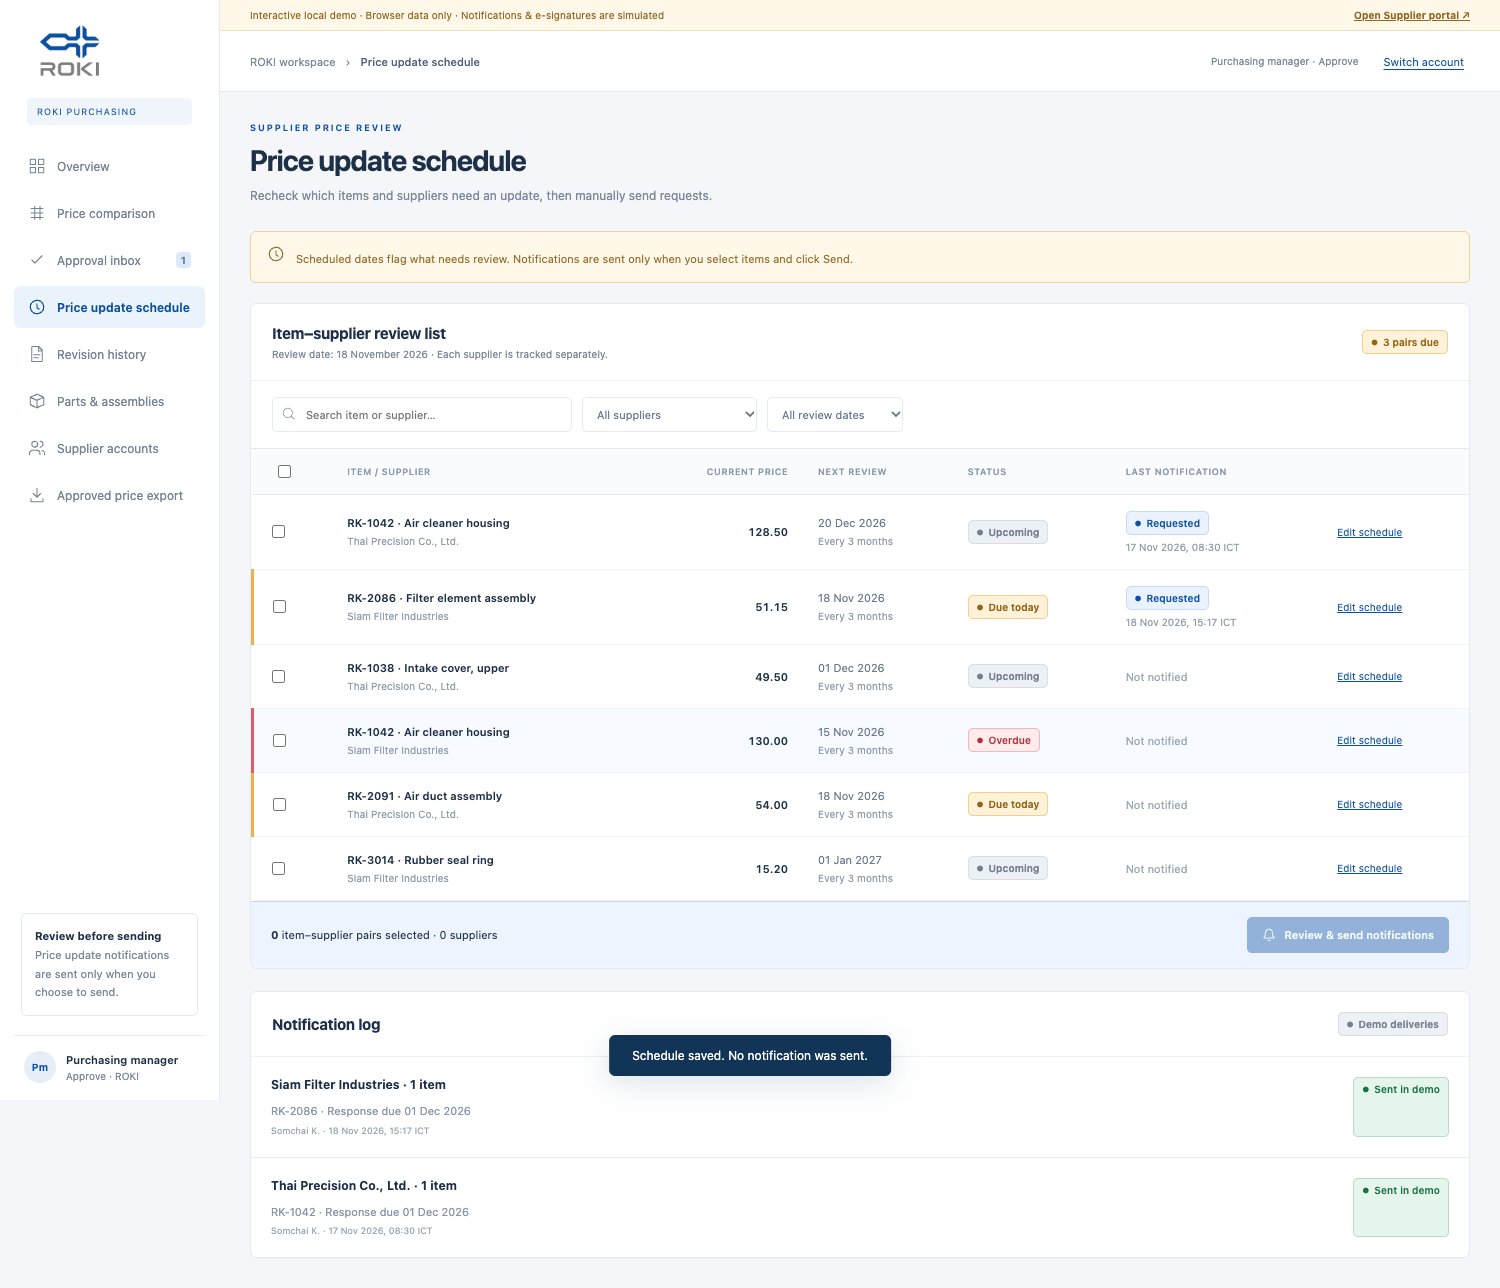 Interactive local demo · Browser data only · Notifications & e-signatures are simulated
Open Supplier portal ↗
ROKI
ROKI PURCHASING
Overview
Price comparison
Approval inbox 1
Price update schedule
Revision history
Parts & assemblies
Supplier accounts
Approved price export
Review before sending
Price update notifications
are sent only when you
choose to send.
Pm
Purchasing manager
Approve · ROKI
ROKI workspace › Price update schedule
Purchasing manager · Approve
Switch account
SUPPLIER PRICE REVIEW
Price update schedule
Recheck which items and suppliers need an update, then manually send requests.
Scheduled dates flag what needs review. Notifications are sent only when you select items and click Send.
Item–supplier review list
Review date: 18 November 2026 · Each supplier is tracked separately.
3 pairs due
Search item or supplier...
All suppliers
All review dates
ITEM / SUPPLIER CURRENT PRICE NEXT REVIEW STATUS LAST NOTIFICATION
RK-1042 · Air cleaner housing
Thai Precision Co., Ltd.
128.50
20 Dec 2026
Every 3 months
Upcoming
Requested
17 Nov 2026, 08:30 ICT
Edit schedule
RK-2086 · Filter element assembly
Siam Filter Industries
51.15
18 Nov 2026
Every 3 months
Due today
Requested
18 Nov 2026, 15:17 ICT
Edit schedule
RK-1038 · Intake cover, upper
Thai Precision Co., Ltd.
49.50
01 Dec 2026
Every 3 months
Upcoming
Not notified
Edit schedule
RK-1042 · Air cleaner housing
Siam Filter Industries
130.00
15 Nov 2026
Every 3 months
Overdue
Not notified
Edit schedule
RK-2091 · Air duct assembly
Thai Precision Co., Ltd.
54.00
18 Nov 2026
Every 3 months
Due today
Not notified
Edit schedule
RK-3014 · Rubber seal ring
Siam Filter Industries
15.20
01 Jan 2027
Every 3 months
Upcoming
Not notified
Edit schedule
0 item–supplier pairs selected · 0 suppliers
Review & send notifications
Notification log
Demo deliveries
Schedule saved. No notification was sent.
Siam Filter Industries · 1 item
RK-2086 · Response due 01 Dec 2026
Somchai K. · 18 Nov 2026, 15:17 ICT
Sent in demo
Thai Precision Co., Ltd. · 1 item
RK-1042 · Response due 01 Dec 2026
Somchai K. · 17 Nov 2026, 08:30 ICT
Sent in demo